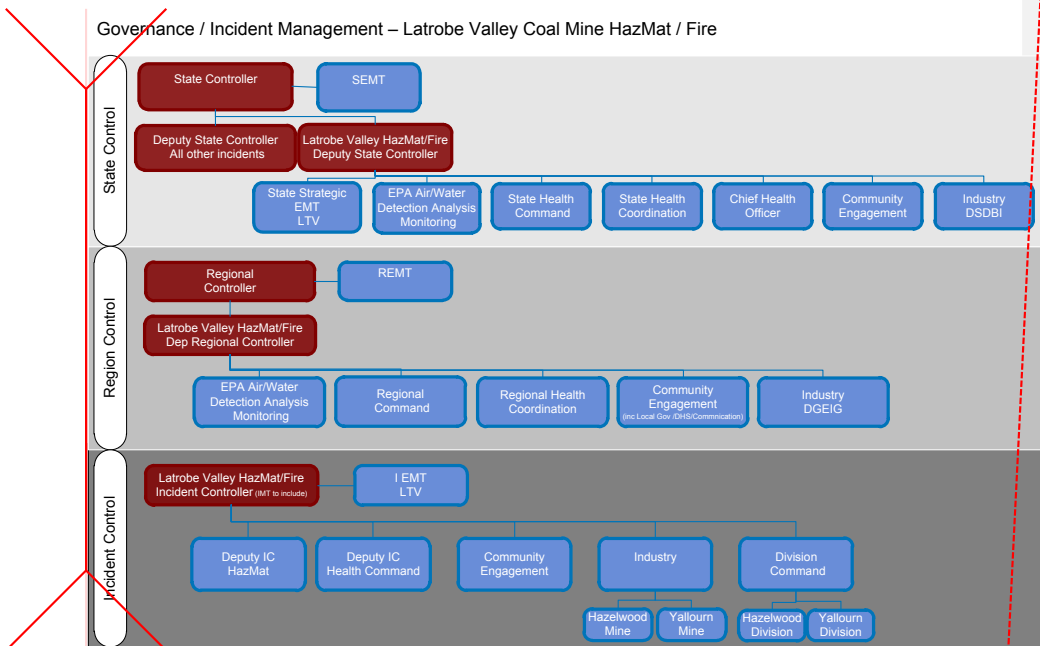 Governance / Incident Management – Latrobe Valley Coal Mine HazMat / Fire
State Control
State Controller
SEMT
Deputy State Controller
All other incidents
Latrobe Valley HazMat/Fire
Deputy State Controller
State Strategic
EMT
LTV
EPA Air/Water
Detection Analysis
Monitoring
State Health
Command
State Health
Coordination
Chief Health
Officer
Community
Engagement
Industry
DSDBI
Region Control
Regional
Controller
REMT
Latrobe Valley HazMat/Fire
Dep Regional Controller
EPA Air/Water
Detection Analysis
Monitoring
Regional
Command
Regional Health
Coordination
Community
Engagement
(inc Local Gov /DHS/Commnication)
Industry
DGEIG
Incident Control
Latrobe Valley HazMat/Fire
Incident Controller (IMT to include)
I EMT
LTV
Deputy IC
HazMat
Deputy IC
Health Command
Community
Engagement
Industry
Division
Command
Hazelwood
Mine
Yallourn
Mine
Hazelwood
Division
Yallourn
Division